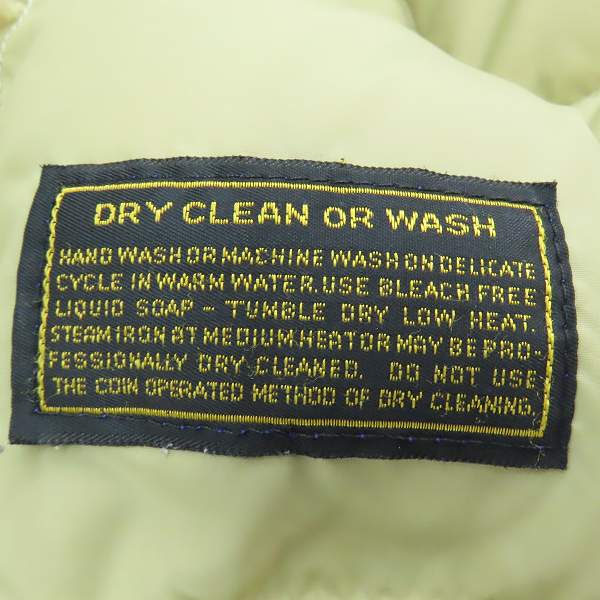 DRY CLEAN OR WASH
HAND WASH OR MACHINE WASH ON DELICATE
CYCLE IN WARM WATER. USE BLEACH FREE
LIQUID SOAP - TUMBLE DRY LOW HEAT.
STEAM IRON AT MEDIUM HEAT OR MAY BE PRO-
FESSIONALLY DRY CLEANED. DO NOT USE
THE COIN OPERATED METHOD OF DRY CLEANING.